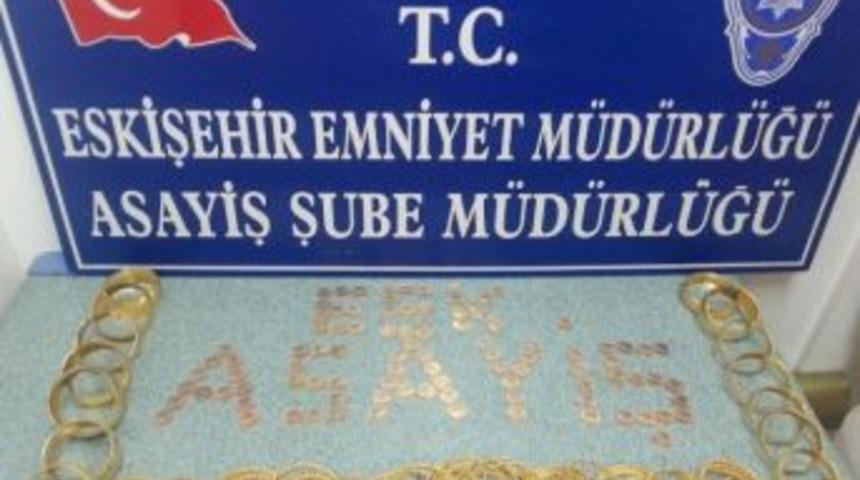 T.C.
ESKİŞEHİR EMNİYET MÜDÜRLÜĞÜ
ASAYİŞ ŞUBE MÜDÜRLÜĞÜ
ESK.
ASAYİŞ